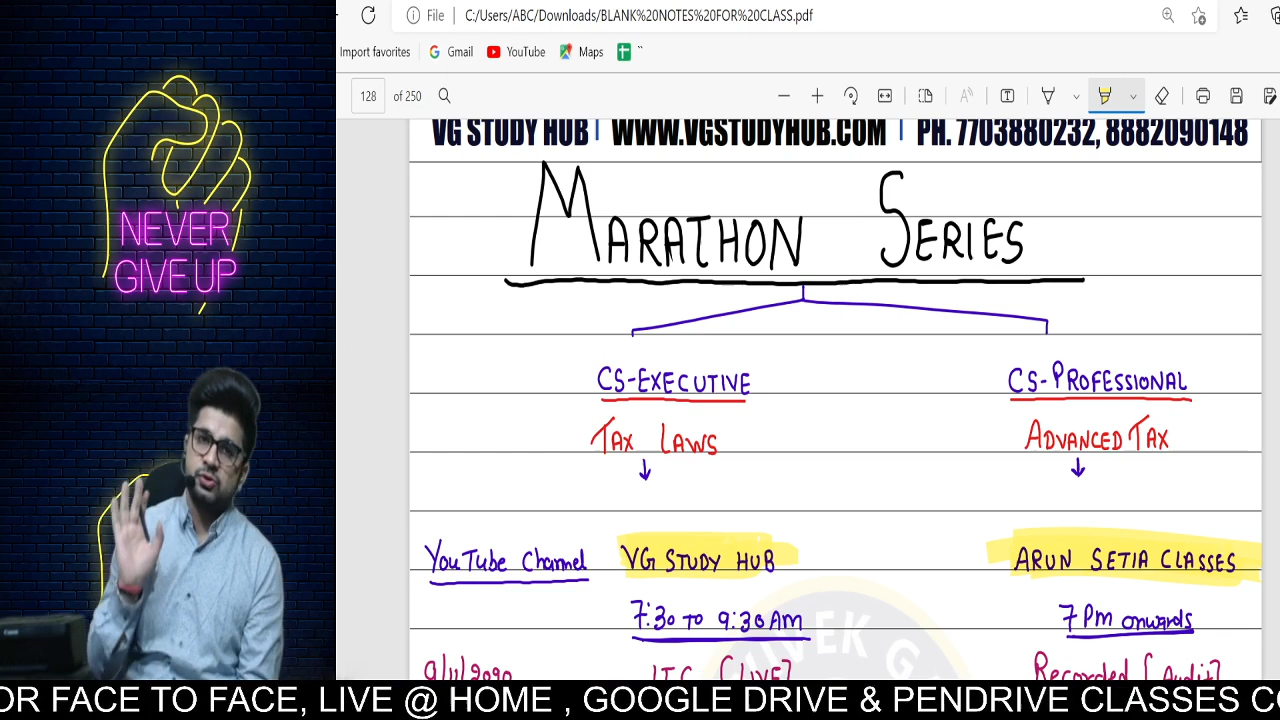 File C:/Users/ABC/Downloads/BLANK%20NOTES%20FOR%20CLASS.pdf
Import favorites Gmail YouTube Maps
128 of 250
VG STUDY HUB | WWW.VGSTUDYHUB.COM | PH. 7703880232, 8882090148
MARATHON SERIES
NEVER
GIVE UP
CS-EXECUTIVE CS-PROFESSIONAL
TAX LAWS ADVANCED TAX
YouTube Channel VG STUDY HUB ARUN SETIA CLASSES
7:30 TO 9:30 AM 7 Pm onwards
Recorded
OR FACE TO FACE, LIVE @ HOME , GOOGLE DRIVE & PENDRIVE CLASSES C